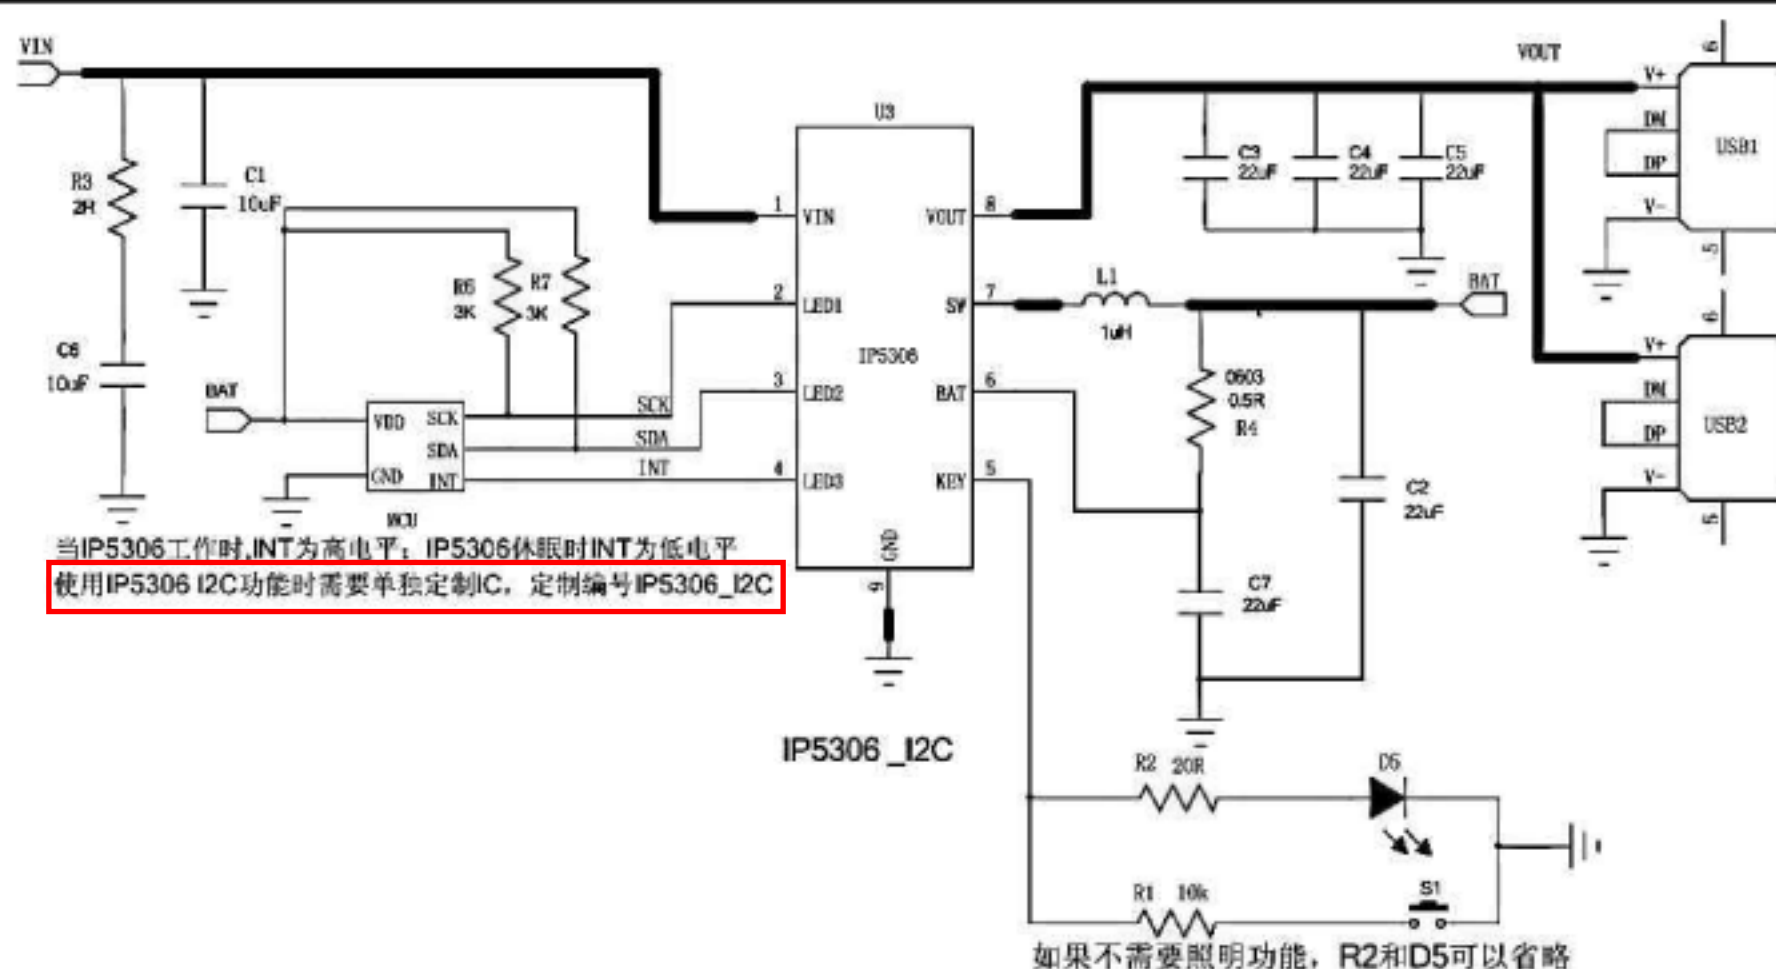 VIN
VOUT
6
V+
DM
DP
V-
USB1
5
U3
R3
2R
C1
10uF
C3
22uF
C4
22uF
C5
22uF
1
VIN
VOUT
8
R6
3K
R7
3K
2
LED1
SW
7
L1
1uH
BAT
IP5306
C6
10uF
BAT
VDD
SCK
SDA
GND
INT
MCU
SCK
SDA
INT
3
LED2
BAT
6
4
LED3
KEY
5
0603
0.5R
R4
C2
22uF
6
V+
DM
DP
V-
USB2
5
GND
9
C7
22uF
当IP5306工作时,INT为高电平；IP5306休眠时INT为低电平
使用IP5306 I2C功能时需要单独定制IC，定制编号IP5306_I2C
IP5306 _I2C
R2 20R
D5
R1 10k
S1
如果不需要照明功能，R2和D5可以省略